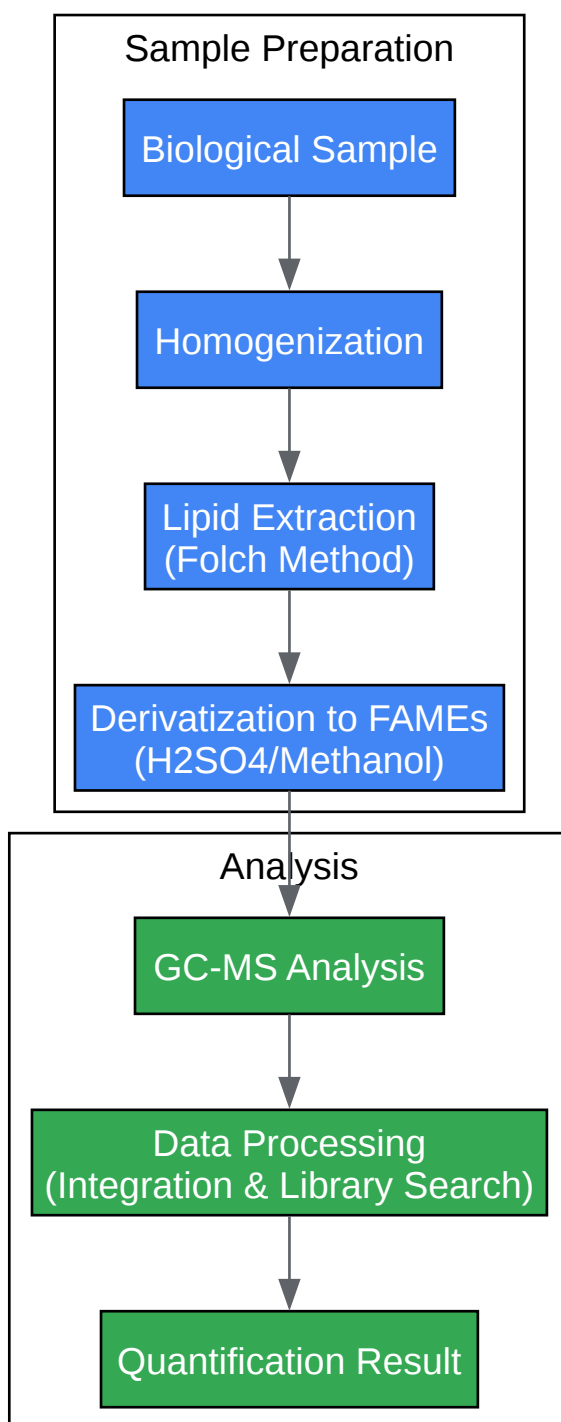 Sample Preparation
Biological Sample
Homogenization
Lipid Extraction
(Folch Method)
Derivatization to FAMEs
(H2SO4/Methanol)
Analysis
GC-MS Analysis
Data Processing
(Integration & Library Search)
Quantification Result